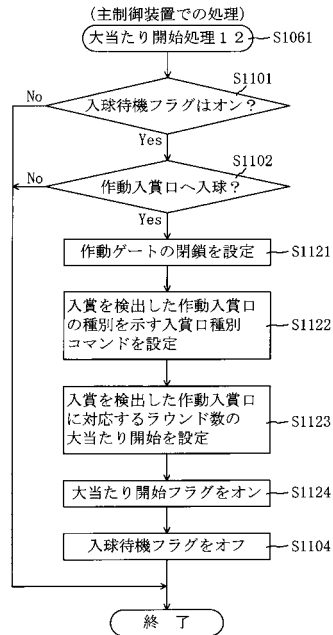 (主制御装置での処理)
大当たり開始処理12
S1061
S1101
No
入球待機フラグはオン?
Yes
S1102
No
作動入賞口へ入球?
Yes
作動ゲートの閉鎖を設定
S1121
入賞を検出した作動入賞口
の種別を示す入賞口種別
コマンドを設定
S1122
入賞を検出した作動入賞口
に対応するラウンド数の
大当たり開始を設定
S1123
大当たり開始フラグをオン
S1124
入球待機フラグをオフ
S1104
終 了